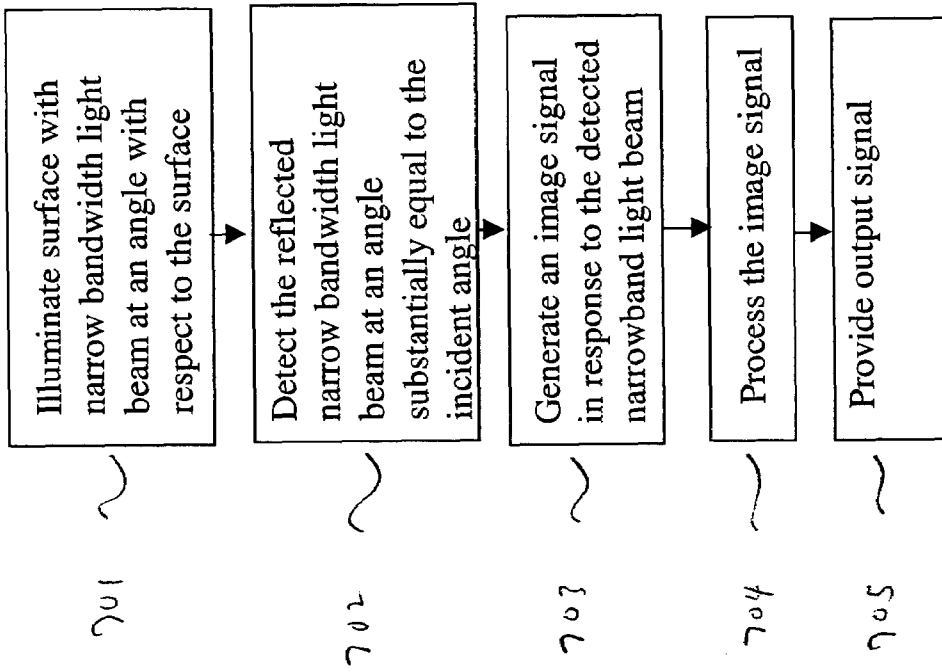 Illuminate surface with
narrow bandwidth light
beam at an angle with
respect to the surface
701
Detect the reflected
narrow bandwidth light
beam at an angle
substantially equal to the
incident angle
702
Generate an image signal
in response to the detected
narrowband light beam
703
Process the image signal
704
Provide output signal
705